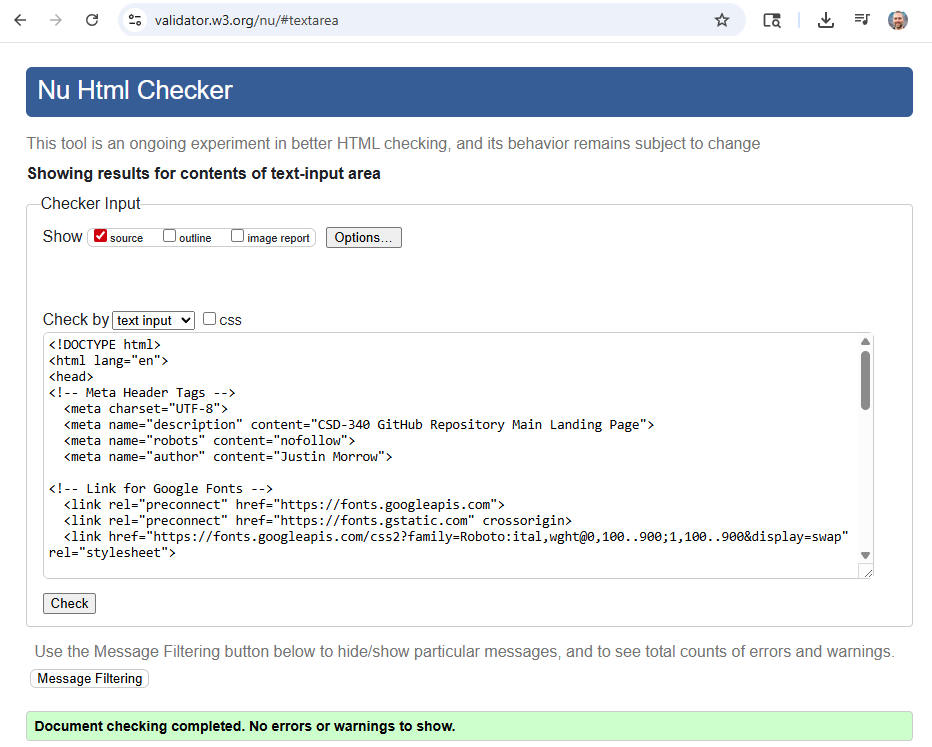 validator.w3.org/nu/#textarea
Nu Html Checker
This tool is an ongoing experiment in better HTML checking, and its behavior remains subject to change
Showing results for contents of text-input area
Checker Input
Show source outline image report Options...
Check by text input css
<!DOCTYPE html>
<html lang="en">
<head>
<!-- Meta Header Tags -->
  <meta charset="UTF-8">
  <meta name="description" content="CSD-340 GitHub Repository Main Landing Page">
  <meta name="robots" content="nofollow">
  <meta name="author" content="Justin Morrow">
<!-- Link for Google Fonts -->
  <link rel="preconnect" href="https://fonts.googleapis.com">
  <link rel="preconnect" href="https://fonts.gstatic.com" crossorigin>
  <link href="https://fonts.googleapis.com/css2?family=Roboto:ital,wght@0,100..900;1,100..900&display=swap"
rel="stylesheet">
Check
Use the Message Filtering button below to hide/show particular messages, and to see total counts of errors and warnings.
Message Filtering
Document checking completed. No errors or warnings to show.